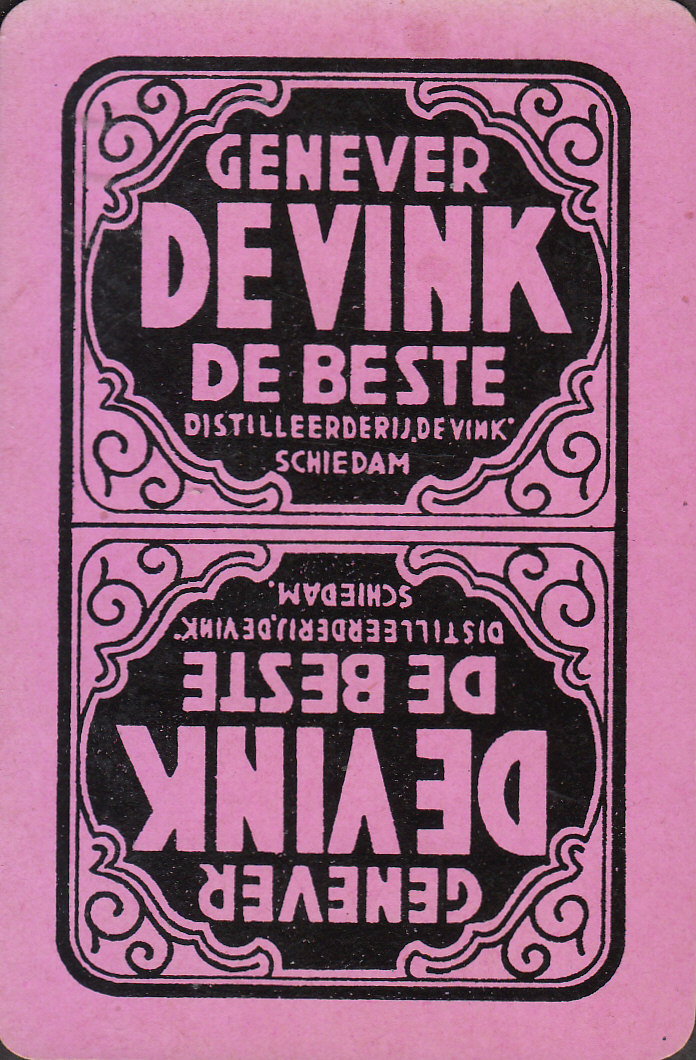 GENEVER
DE VINK
DE BESTE
DISTILLEERDERIJ„DE VINK"
SCHIEDAM
GENEVER
DE VINK
DE BESTE
DISTILLEERDERIJ„DE VINK"
SCHIEDAM.